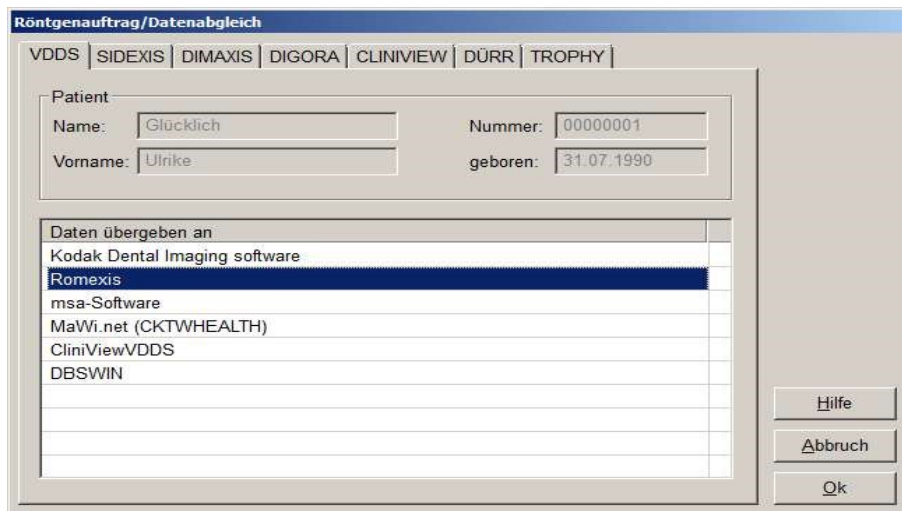 Röntgenauftrag/Datenabgleich
VDDS SIDEXIS DIMAXIS DIGORA CLINIVIEW DÜRR TROPHY
Patient
Name: Glücklich Nummer: 00000001
Vorname: Ulrike geboren: 31.07.1990
Daten übergeben an
Kodak Dental Imaging software
Romexis
msa-Software
MaWi.net (CKTWHEALTH)
CliniViewVDDS
DBSWIN
Hilfe
Abbruch
Ok